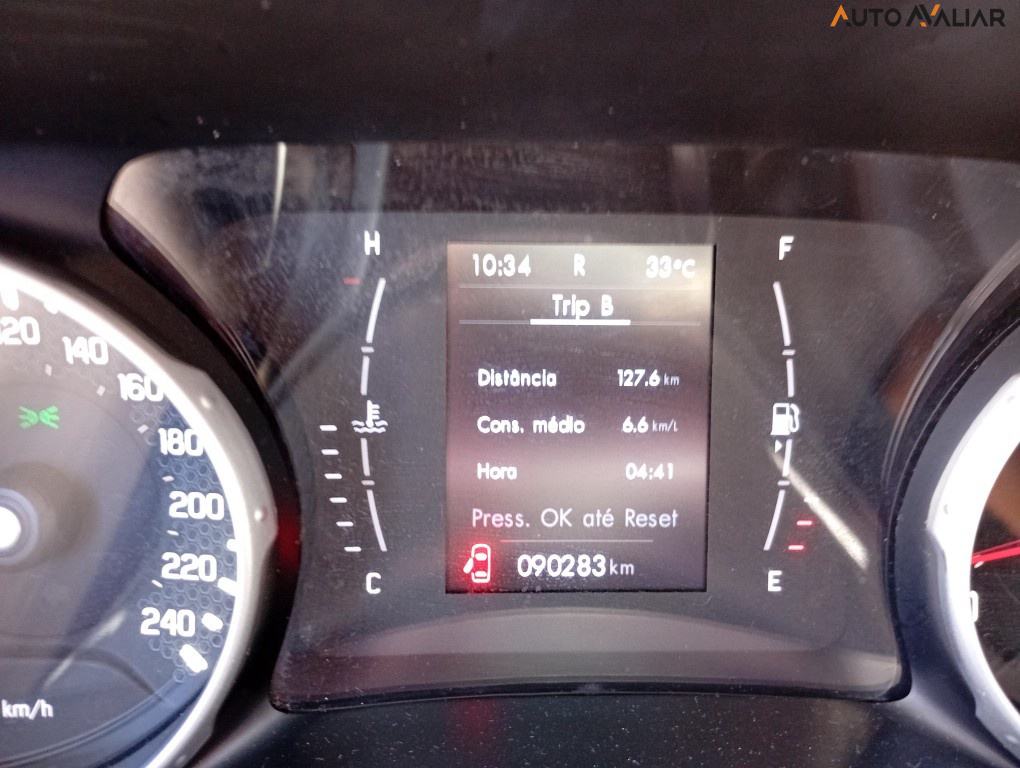 AUTO AVALIAR
H
F
10:34 R 33°C
Trip B
Distância 127.6 km
Cons. médio 6.6 km/L
Hora 04:41
Press. OK até Reset
090283 km
C
E
120
140
160
180
200
220
240
km/h
0